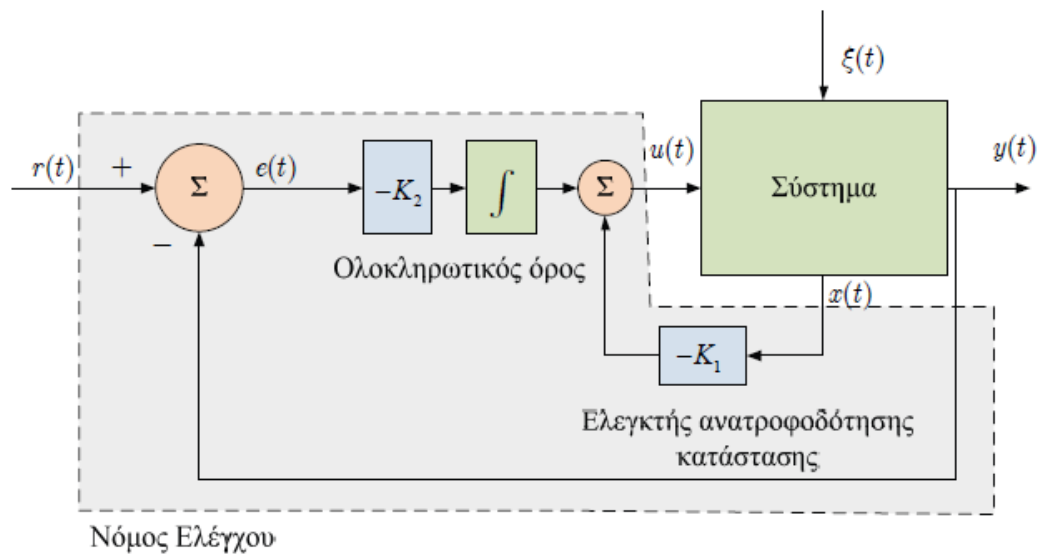 ξ(t)
r(t)
+
Σ
e(t)
−K₂
∫
Σ
u(t)
Σύστημα
y(t)
−
Ολοκληρωτικός όρος
x(t)
−K₁
Ελεγκτής ανατροφοδότησης
κατάστασης
Νόμος Ελέγχου